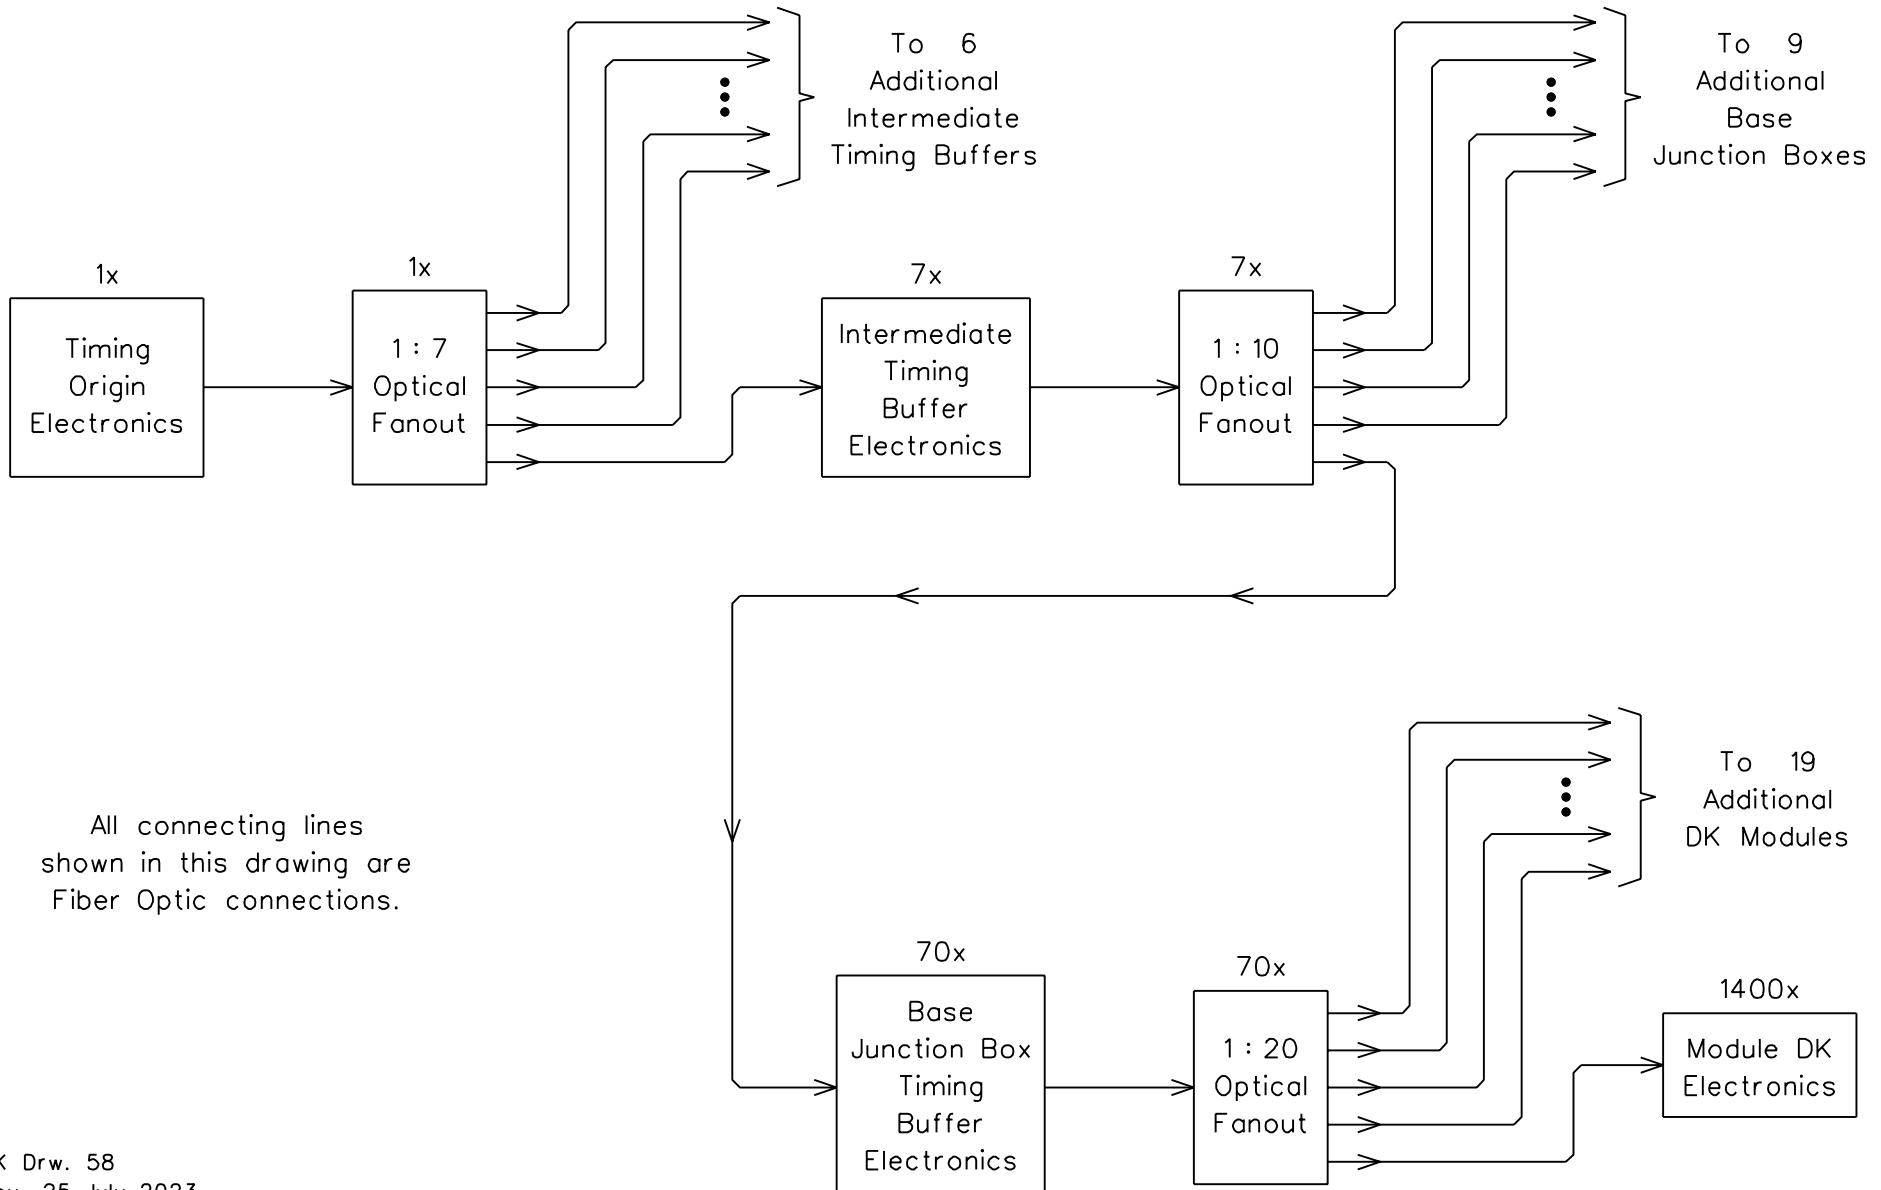 To 6
Additional
Intermediate
Timing Buffers
To 9
Additional
Base
Junction Boxes
1x
Timing
Origin
Electronics
1x
1 : 7
Optical
Fanout
7x
Intermediate
Timing
Buffer
Electronics
7x
1 : 10
Optical
Fanout
To 19
Additional
DK Modules
All connecting lines
shown in this drawing are
Fiber Optic connections.
70x
Base
Junction Box
Timing
Buffer
Electronics
70x
1 : 20
Optical
Fanout
1400x
Module DK
Electronics
Drw. 58
25 July 2023